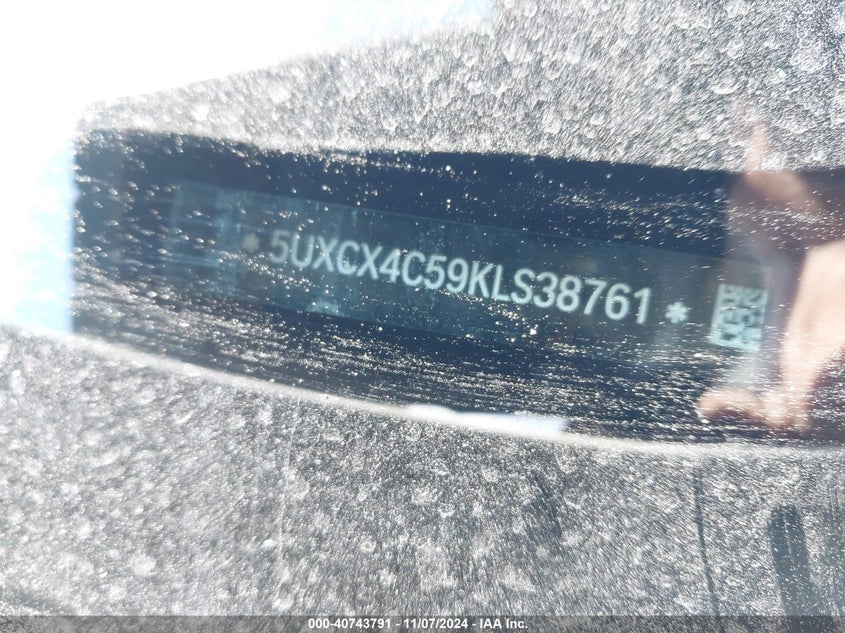 * 5UXCX4C59KLS38761 *
000-40743791 - 11/07/2024 - IAA Inc.